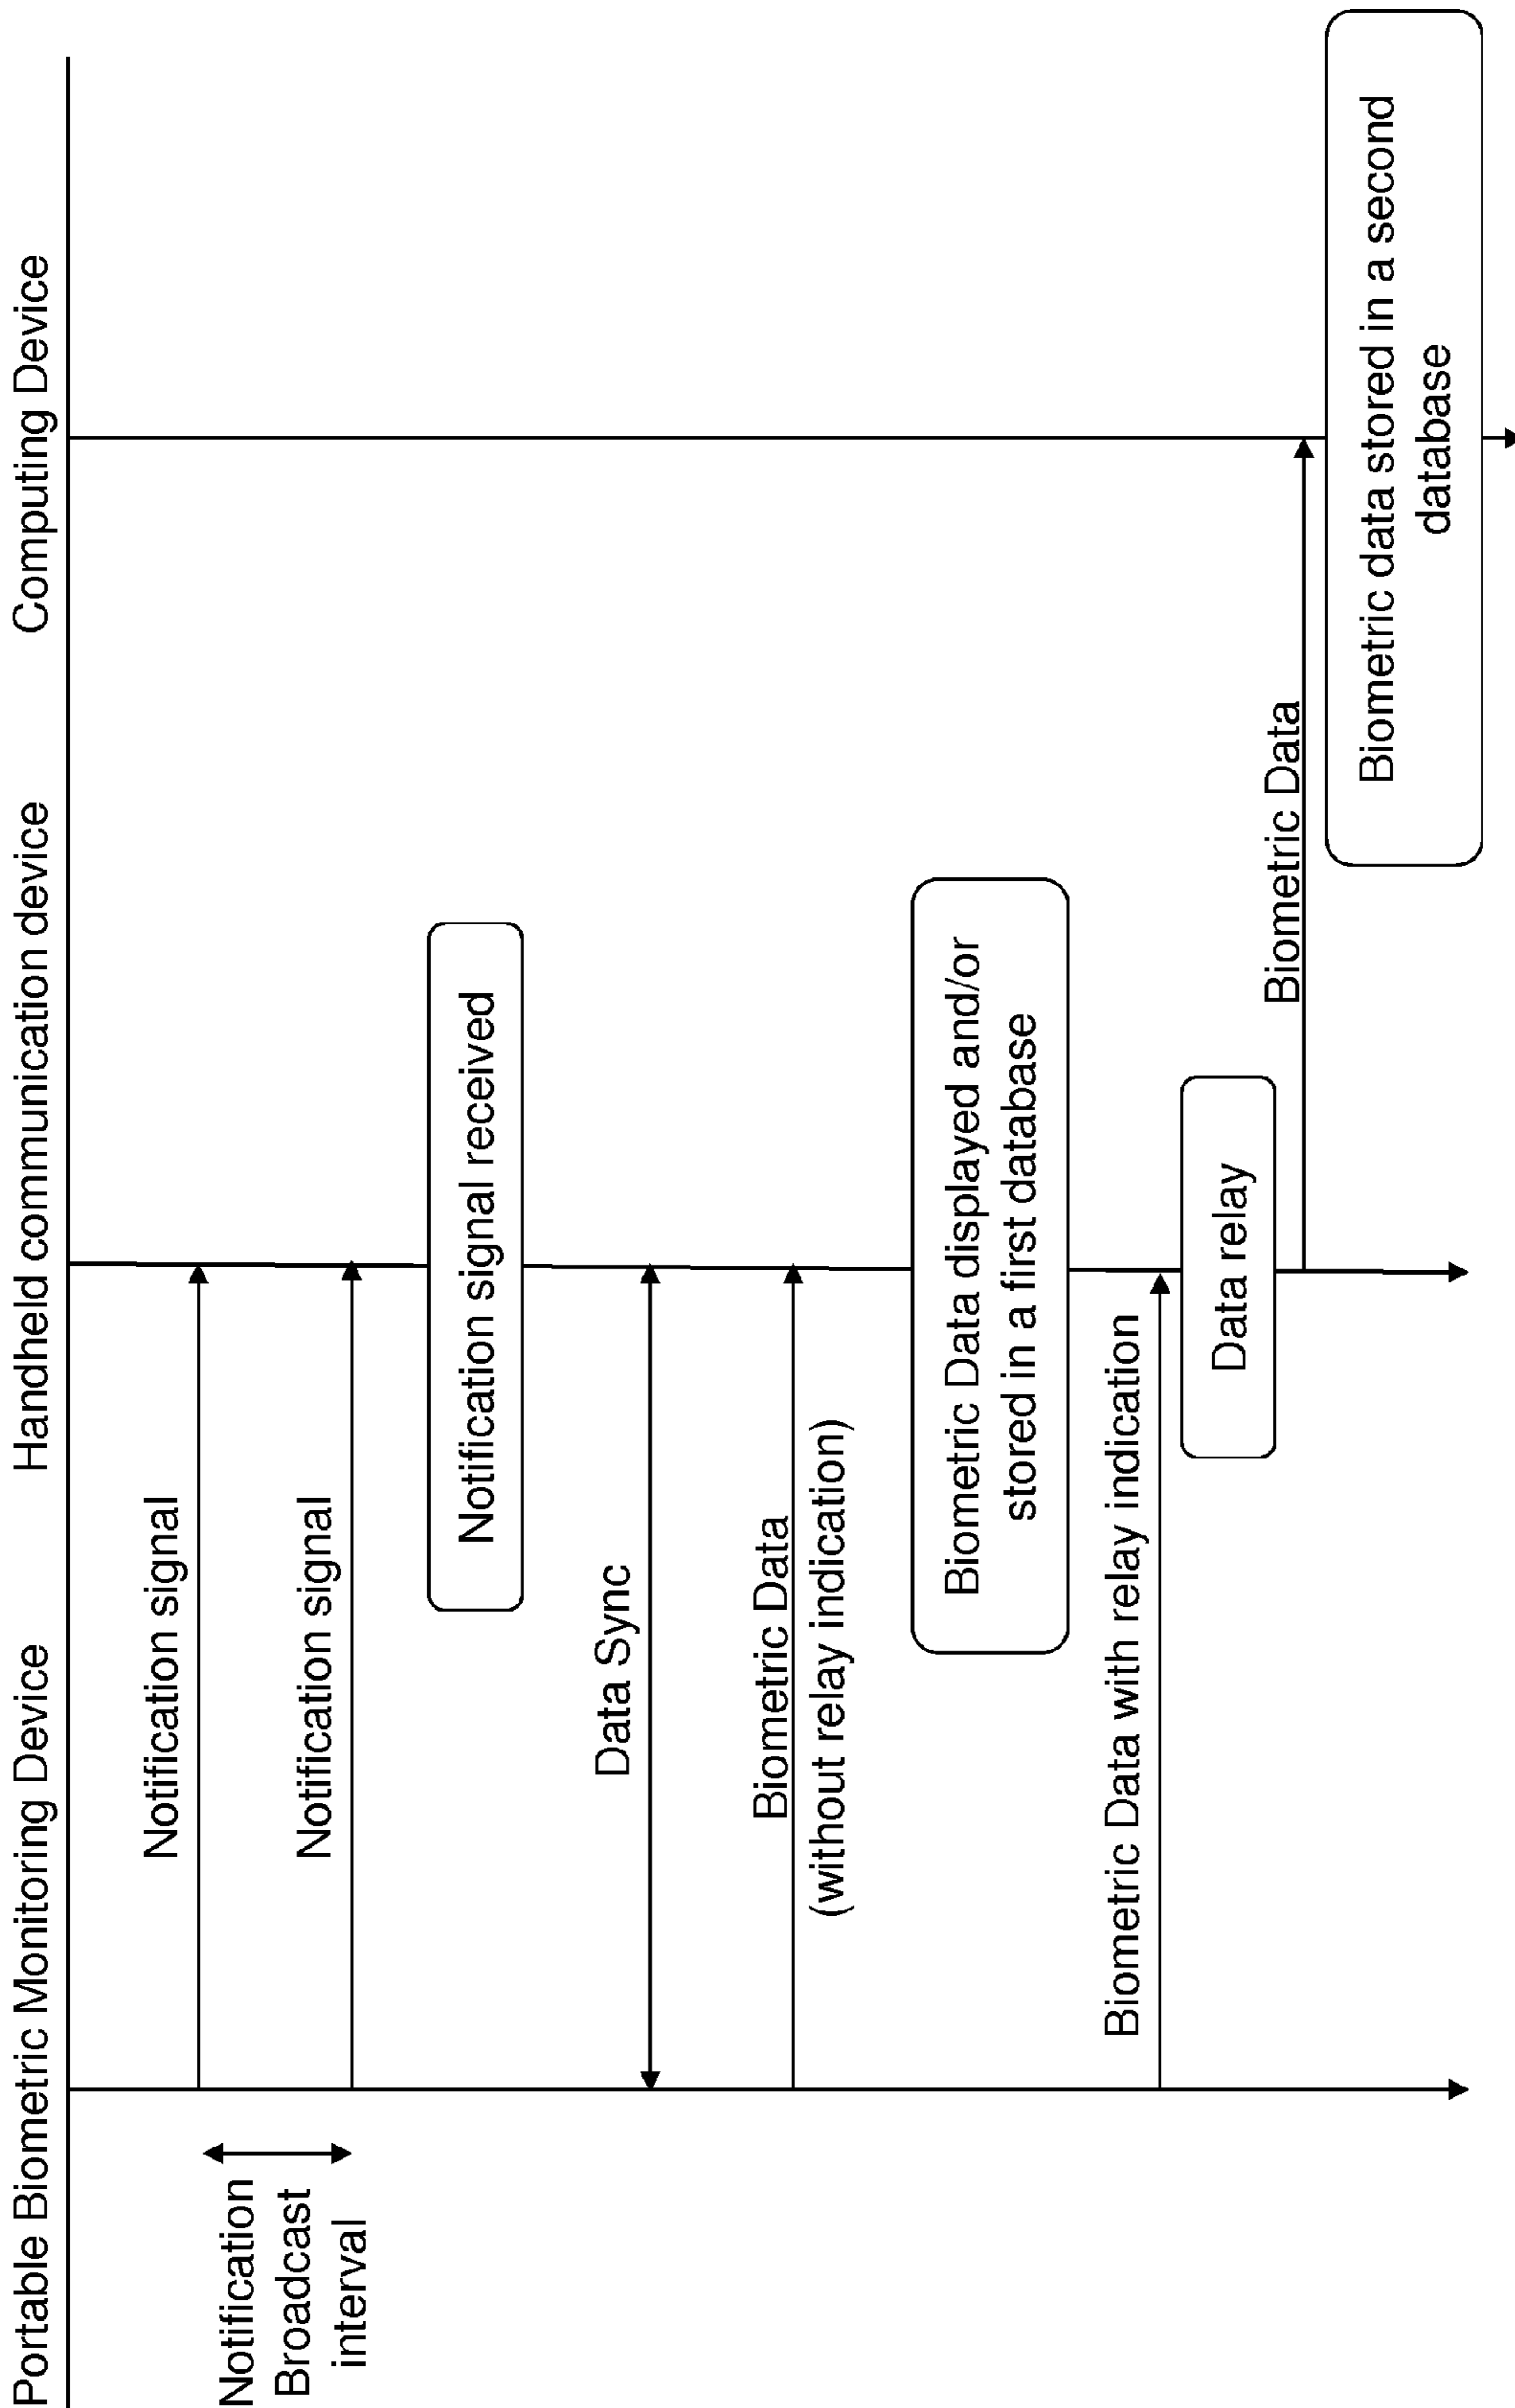 Portable Biometric Monitoring Device
Handheld communication device
Computing Device
Notification signal
Notification
Broadcast
interval
Notification signal
Notification signal received
Data Sync
Biometric Data
(without relay indication)
Biometric Data displayed and/or
stored in a first database
Biometric Data with relay indication
Data relay
Biometric Data
Biometric data stored in a second
database